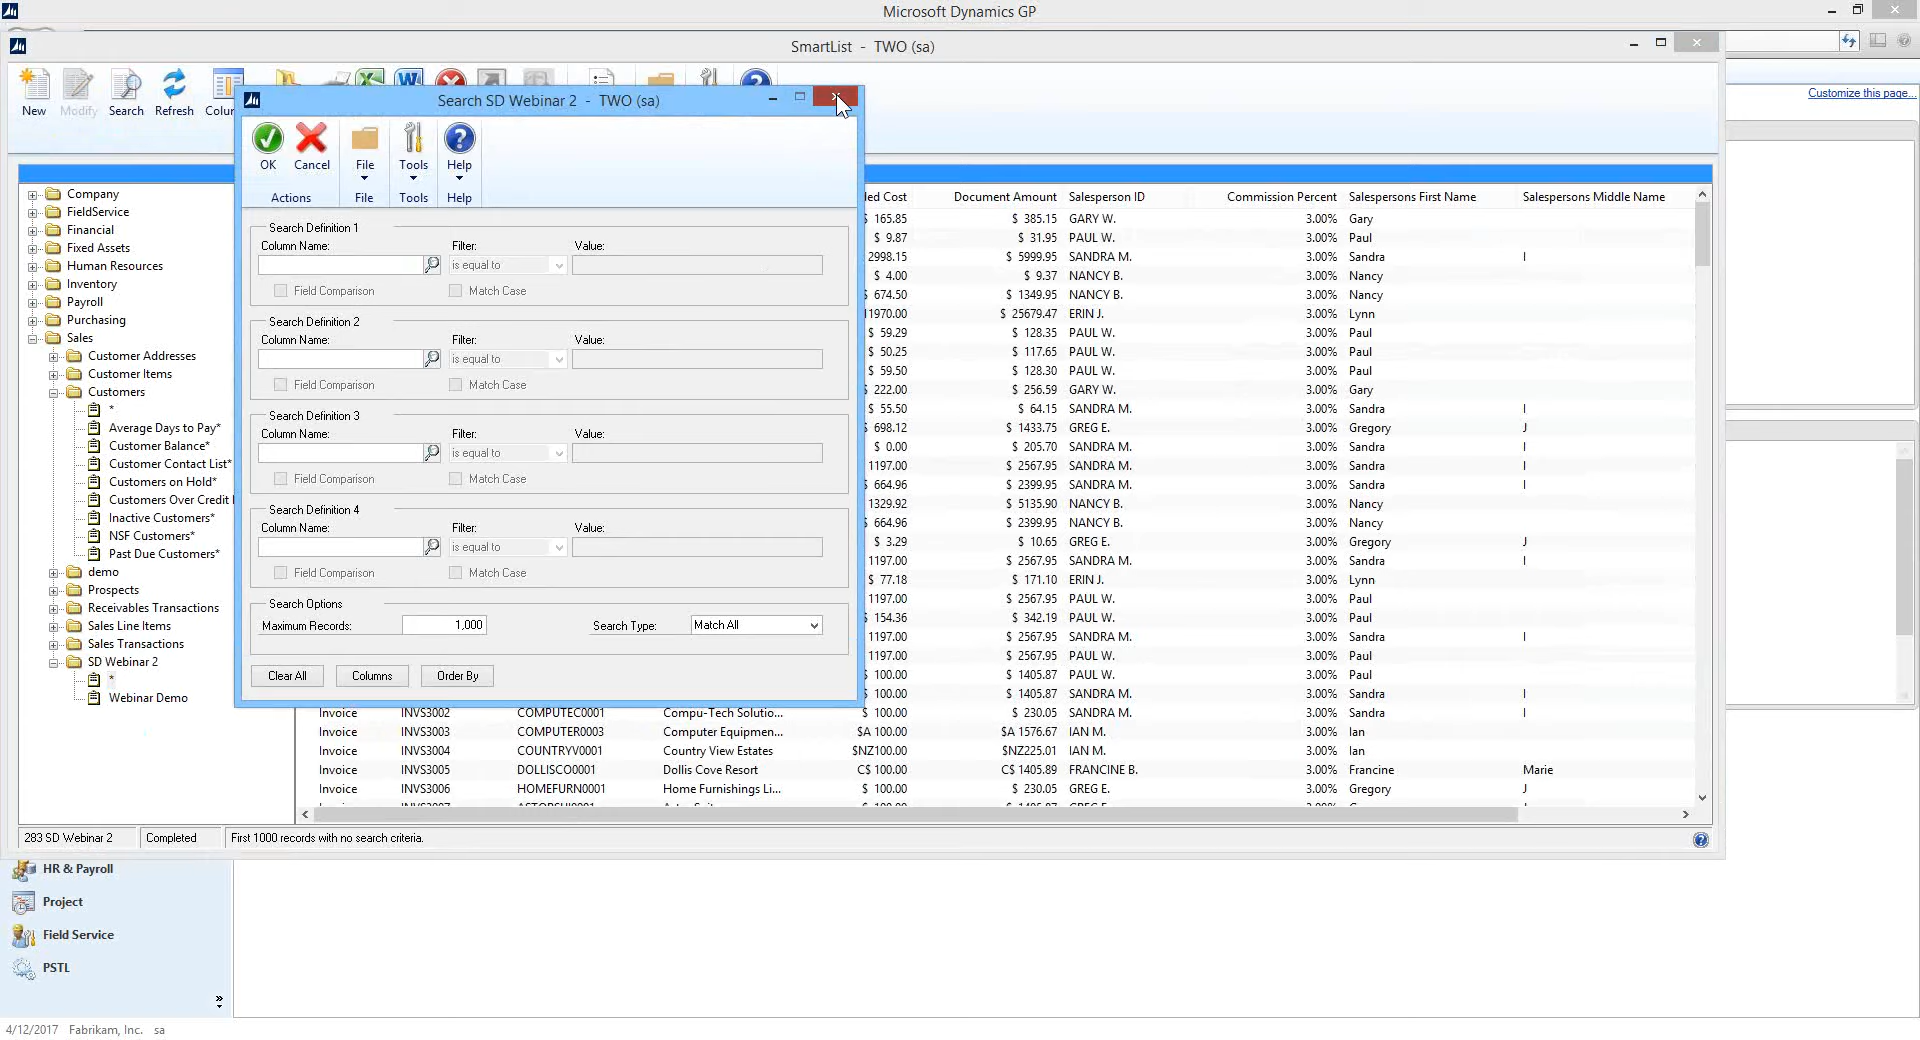 Microsoft Dynamics GP
SmartList - TWO (sa)
New Modify Search Refresh
Customize this page...
Search SD Webinar 2 - TWO (sa)
OK Cancel File Tools Help
Actions File Tools Help
Search Definition 1
Column Name: Filter: Value:
is equal to
Field Comparison Match Case
Search Definition 2
Column Name: Filter: Value:
is equal to
Field Comparison Match Case
Search Definition 3
Column Name: Filter: Value:
is equal to
Field Comparison Match Case
Search Definition 4
Column Name: Filter: Value:
is equal to
Field Comparison Match Case
Search Options
Maximum Records: 1,000 Search Type: Match All
Clear All Columns Order By
Company
FieldService
Financial
Fixed Assets
Human Resources
Inventory
Payroll
Purchasing
Sales
Customer Addresses
Customer Items
Customers
*
Average Days to Pay*
Customer Balance*
Customer Contact List*
Customers on Hold*
Customers Over Credit
Inactive Customers*
NSF Customers*
Past Due Customers*
demo
Prospects
Receivables Transactions
Sales Line Items
Sales Transactions
SD Webinar 2
*
Webinar Demo
Cost Document Amount Salesperson ID Commission Percent Salespersons First Name Salespersons Middle Name
$ 165.85 $ 385.15 GARY W. 3.00% Gary
$ 9.87 $ 31.95 PAUL W. 3.00% Paul
2998.15 $ 5999.95 SANDRA M. 3.00% Sandra I
$ 4.00 $ 9.37 NANCY B. 3.00% Nancy
674.50 $ 1349.95 NANCY B. 3.00% Nancy
11970.00 $ 25679.47 ERIN J. 3.00% Lynn
$ 59.29 $ 128.35 PAUL W. 3.00% Paul
$ 50.25 $ 117.65 PAUL W. 3.00% Paul
$ 59.50 $ 128.30 PAUL W. 3.00% Paul
$ 222.00 $ 256.59 GARY W. 3.00% Gary
$ 55.50 $ 64.15 SANDRA M. 3.00% Sandra I
698.12 $ 1433.75 GREG E. 3.00% Gregory J
$ 0.00 $ 205.70 SANDRA M. 3.00% Sandra I
1197.00 $ 2567.95 SANDRA M. 3.00% Sandra I
664.96 $ 2399.95 SANDRA M. 3.00% Sandra I
1329.92 $ 5135.90 NANCY B. 3.00% Nancy
664.96 $ 2399.95 NANCY B. 3.00% Nancy
$ 3.29 $ 10.65 GREG E. 3.00% Gregory J
1197.00 $ 2567.95 SANDRA M. 3.00% Sandra I
$ 77.18 $ 171.10 ERIN J. 3.00% Lynn
1197.00 $ 2567.95 PAUL W. 3.00% Paul
$ 154.36 $ 342.19 PAUL W. 3.00% Paul
1197.00 $ 2567.95 SANDRA M. 3.00% Sandra I
1197.00 $ 2567.95 PAUL W. 3.00% Paul
$ 100.00 $ 1405.87 PAUL W. 3.00% Paul
$ 100.00 $ 1405.87 SANDRA M. 3.00% Sandra I
Invoice INVS3002 COMPUTEC0001 Compu-Tech Solutio... $ 100.00 $ 230.05 SANDRA M. 3.00% Sandra I
Invoice INVS3003 COMPUTER0003 Computer Equipmen... $A 100.00 $A 1576.67 IAN M. 3.00% Ian
Invoice INVS3004 COUNTRYV0001 Country View Estates $NZ100.00 $NZ225.01 IAN M. 3.00% Ian
Invoice INVS3005 DOLLISCO0001 Dollis Cove Resort C$ 100.00 C$ 1405.89 FRANCINE B. 3.00% Francine Marie
Invoice INVS3006 HOMEFURN0001 Home Furnishings Li... $ 100.00 $ 230.05 GREG E. 3.00% Gregory J
283 SD Webinar 2 Completed First 1000 records with no search criteria.
HR & Payroll
Project
Field Service
PSTL
4/12/2017 Fabrikam, Inc. sa